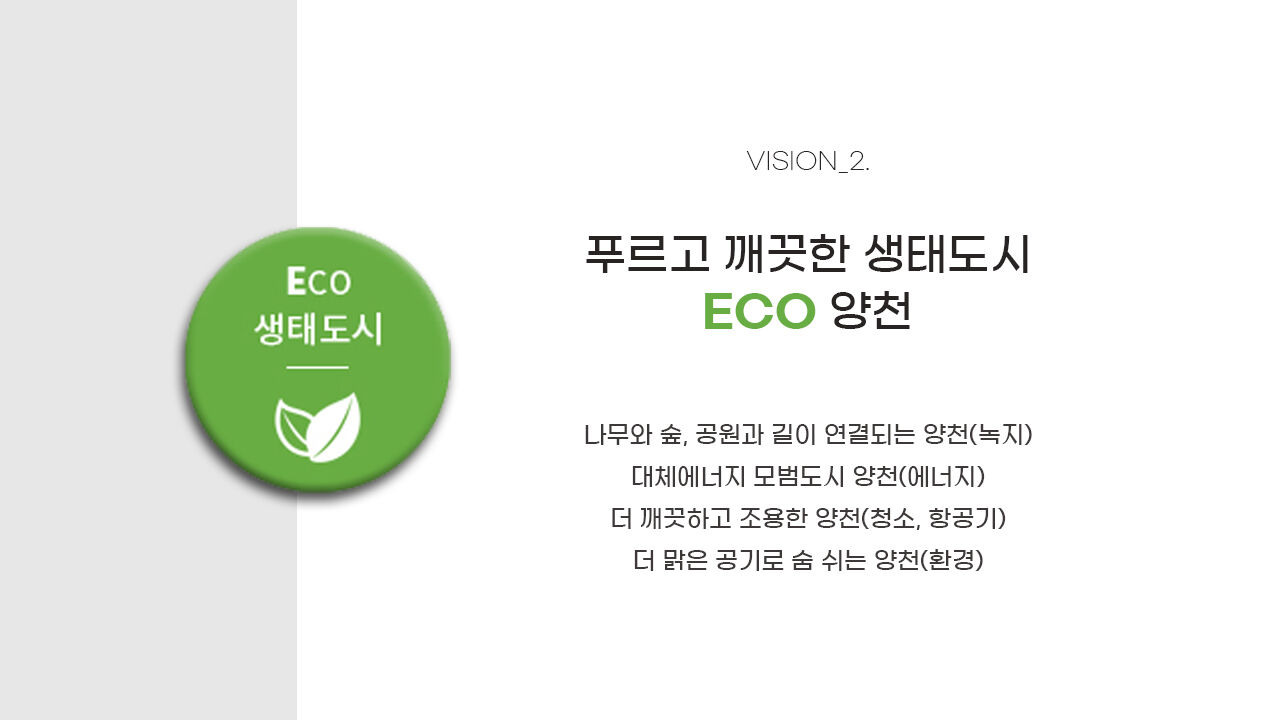 Eco
생태도시
VISION_2.
푸르고 깨끗한 생태도시
ECO 양천
나무와 숲, 공원과 길이 연결되는 양천(녹지)
대체에너지 모범도시 양천(에너지)
더 깨끗하고 조용한 양천(청소, 항공기)
더 맑은 공기로 숨 쉬는 양천(환경)